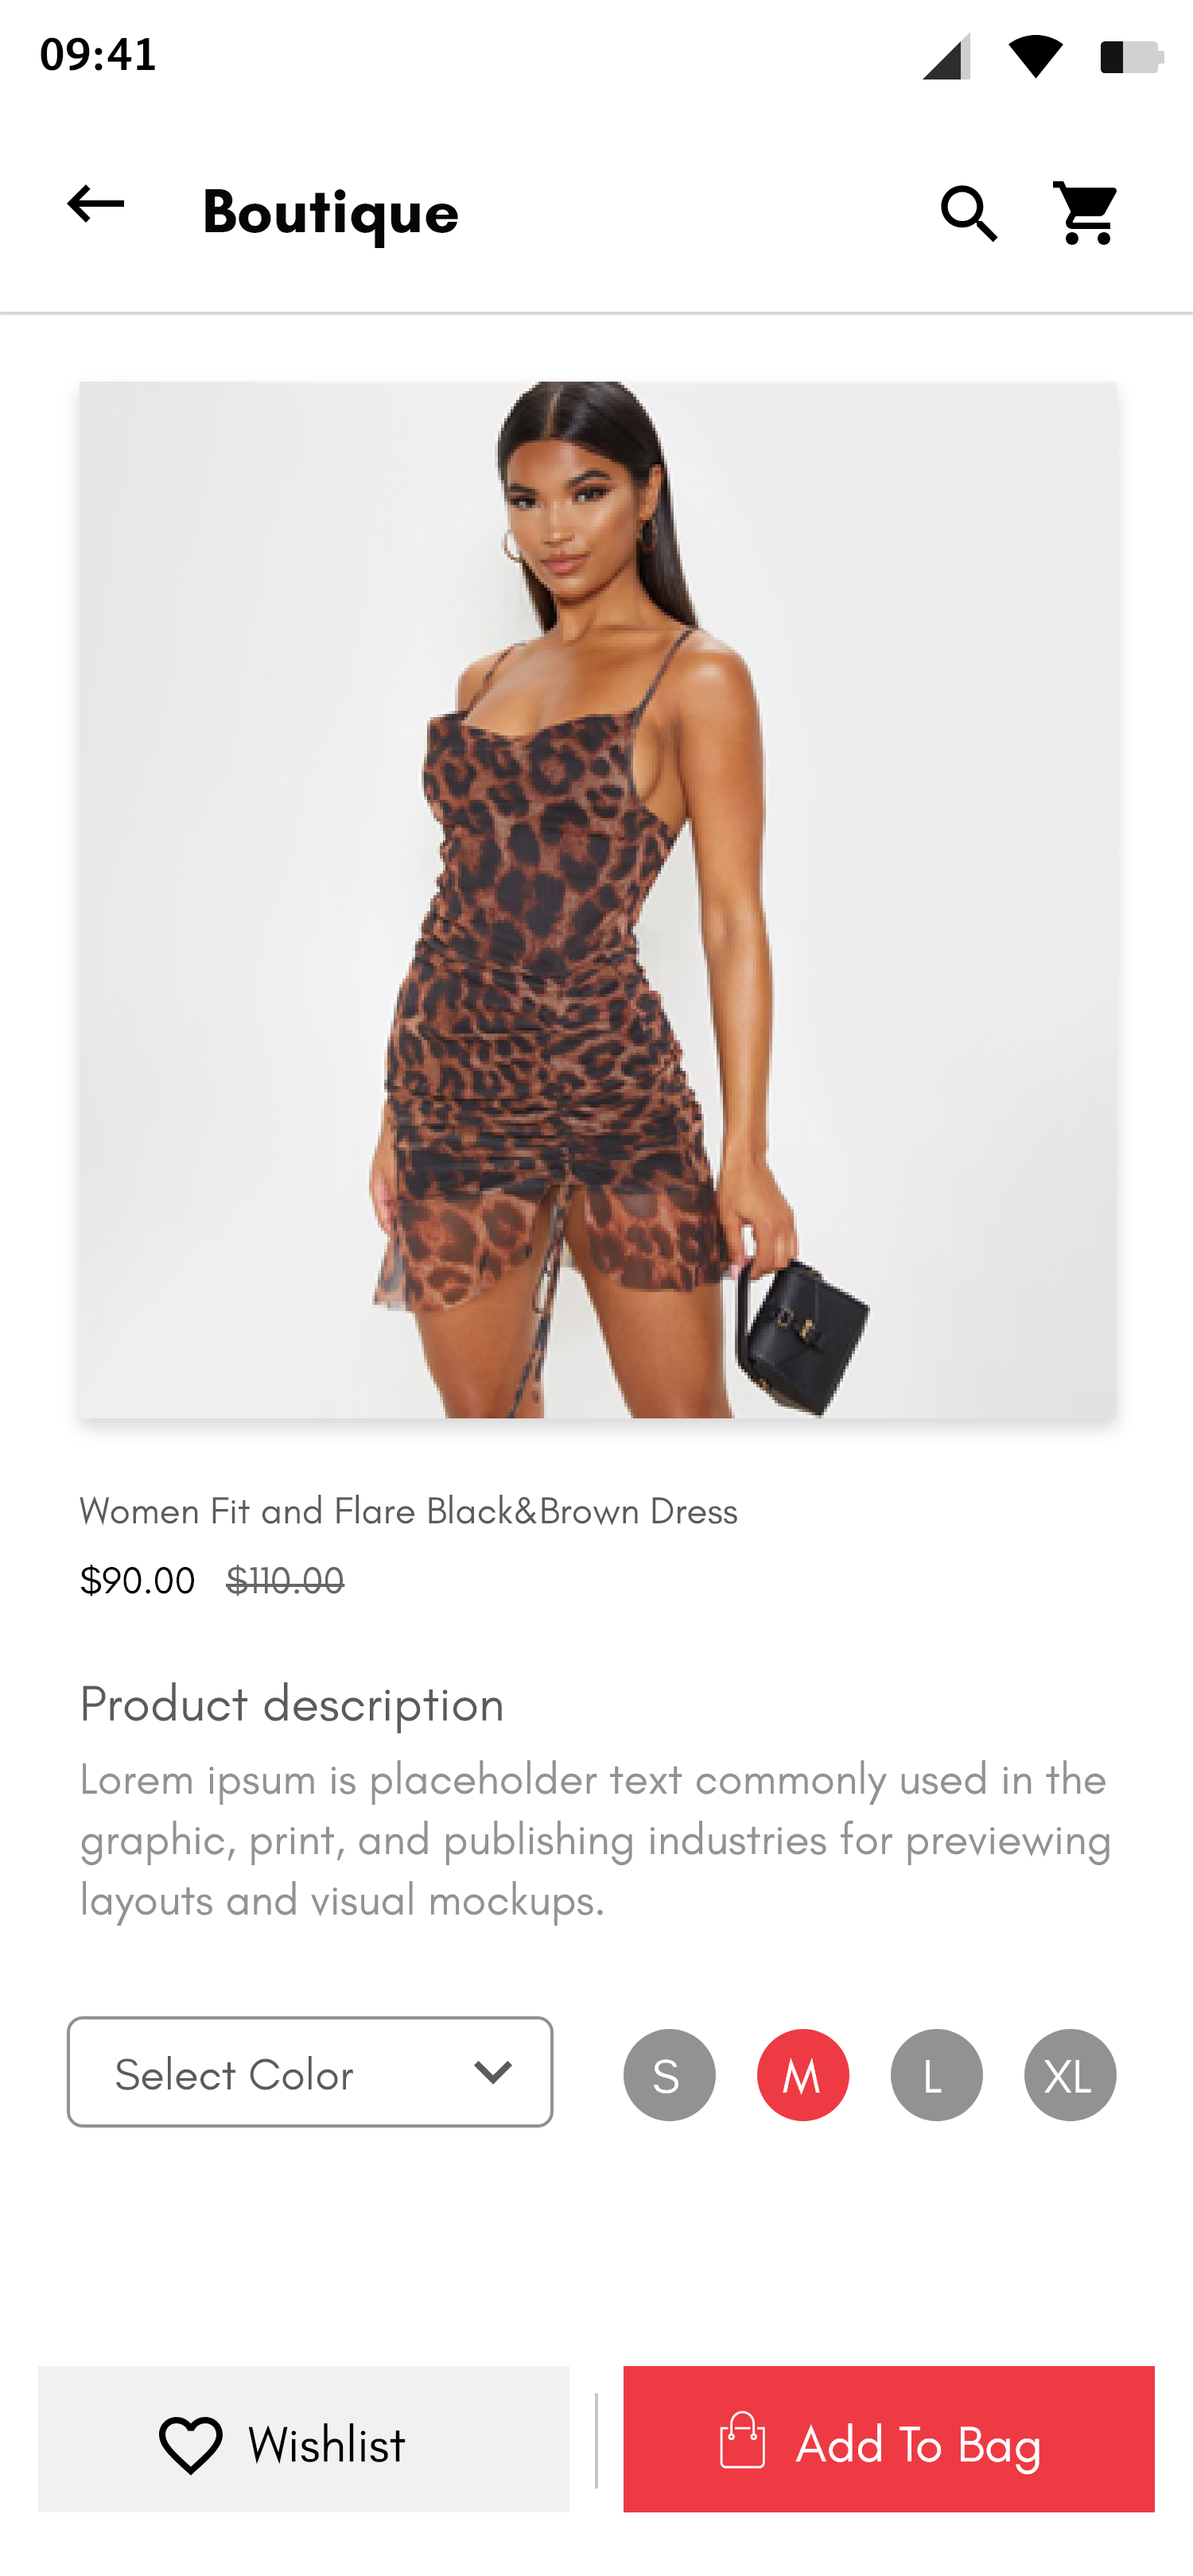 09:41
Boutique
Women Fit and Flare Black&Brown Dress
$90.00 $110.00
Product description
Lorem ipsum is placeholder text commonly used in the
graphic, print, and publishing industries for previewing
layouts and visual mockups.
Select Color S M L XL
Wishlist Add To Bag